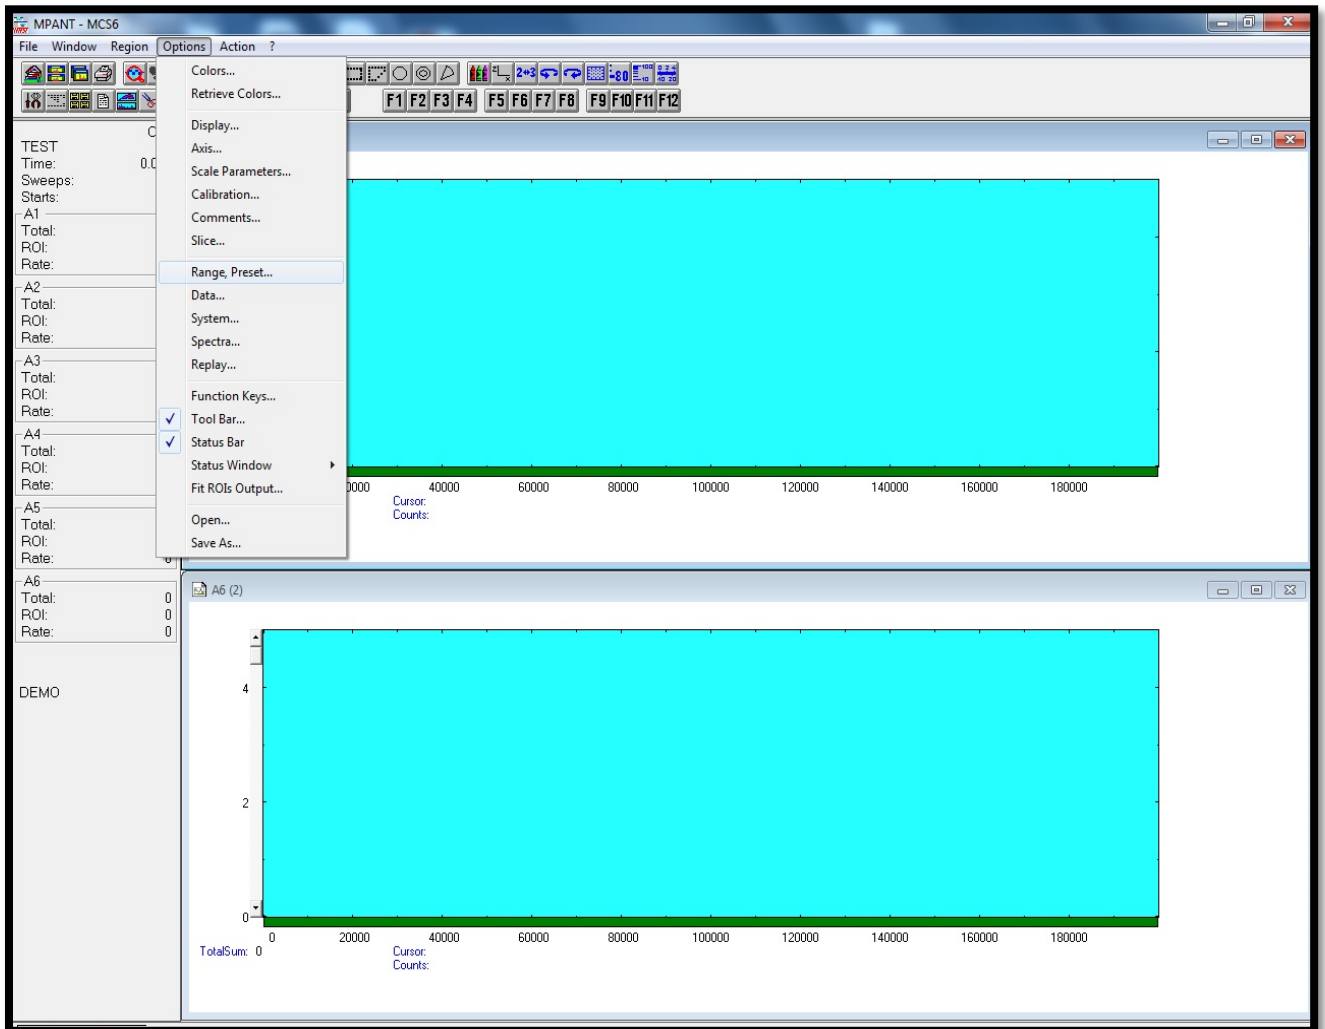 MPANT - MCS6
File Window Region Options Action ?
Colors...
Retrieve Colors...
Display...
Axis...
Scale Parameters...
Calibration...
Comments...
Slice...
Range, Preset...
Data...
System...
Spectra...
Replay...
Function Keys...
Tool Bar...
Status Bar
Status Window
Fit ROIs Output...
Open...
Save As...
F1 F2 F3 F4 F5 F6 F7 F8 F9 F10 F11 F12
TEST
Time: 0.0
Sweeps:
Starts:
A1
Total:
ROI:
Rate:
A2
Total:
ROI:
Rate:
A3
Total:
ROI:
Rate:
A4
Total:
ROI:
Rate:
A5
Total:
ROI:
Rate: 0
A6
Total: 0
ROI: 0
Rate: 0
DEMO
40000 60000 80000 100000 120000 140000 160000 180000
Cursor:
Counts:
A6 (2)
4
2
0
0 20000 40000 60000 80000 100000 120000 140000 160000 180000
TotalSum: 0 Cursor:
Counts: